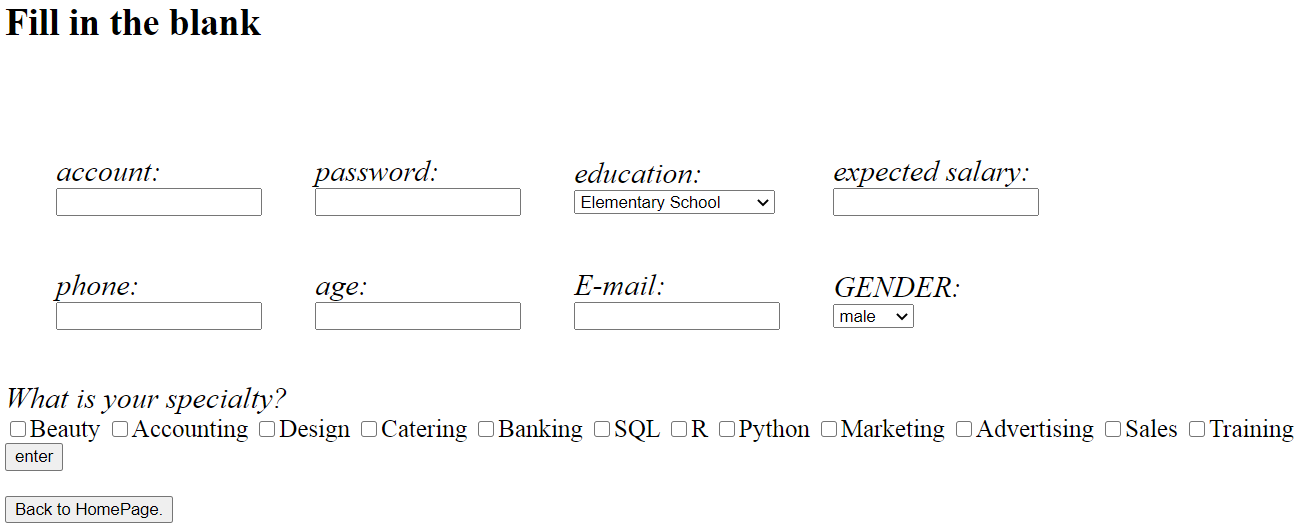 Fill in the blank
account: password: education: expected salary:
Elementary School
phone: age: E-mail: GENDER:
male
What is your specialty?
Beauty Accounting Design Catering Banking SQL R Python Marketing Advertising Sales Training
enter
Back to HomePage.